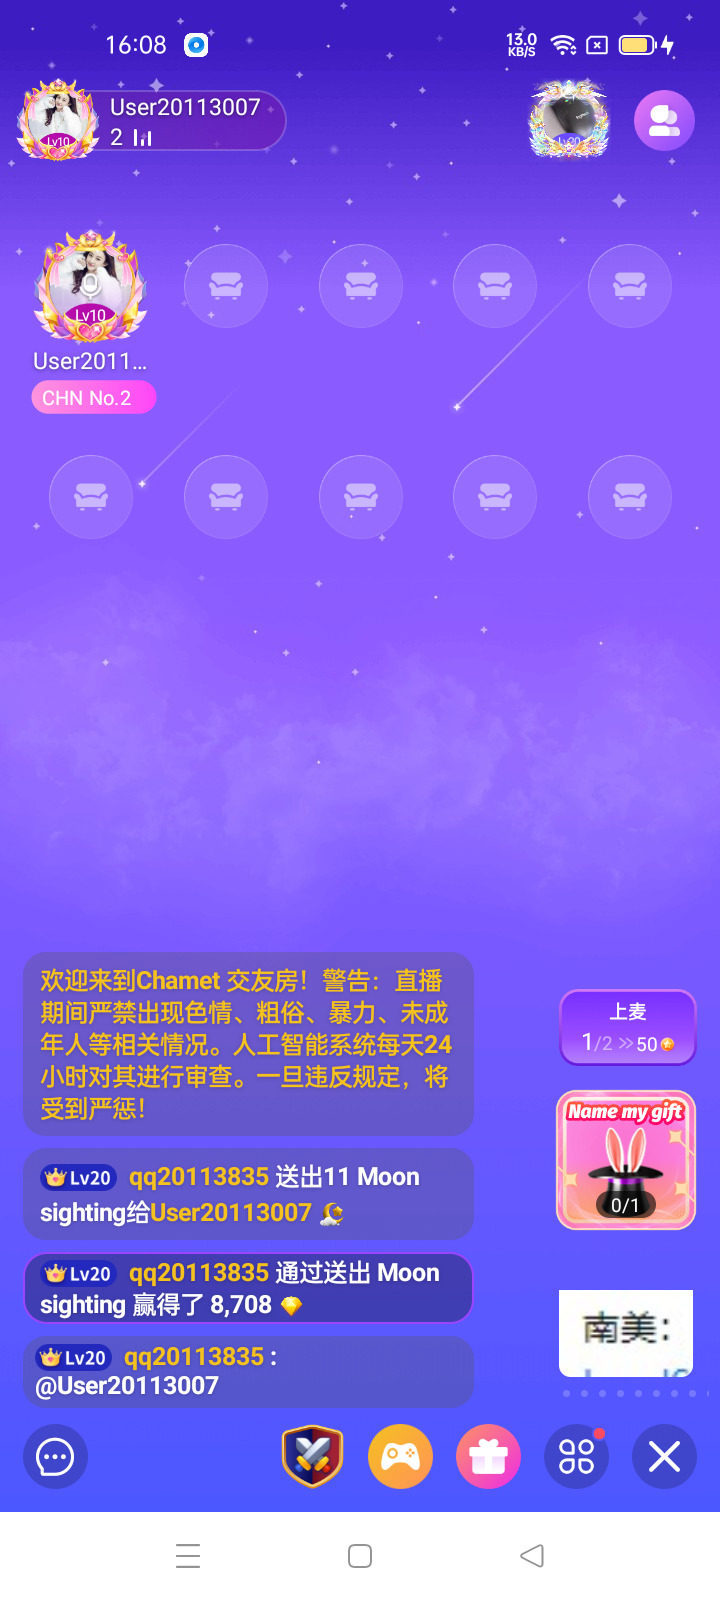 16:08
13.0
KB/S
User20113007
2
Lv10
Lv20
Lv10
User2011...
CHN No.2
欢迎来到Chamet 交友房！警告：直播
期间严禁出现色情、粗俗、暴力、未成
年人等相关情况。人工智能系统每天24
小时对其进行审查。一旦违反规定，将
受到严惩！
上麦
1/2 >> 50
Name my gift
0/1
Lv20 qq20113835 送出11 Moon
sighting给User20113007
Lv20 qq20113835 通过送出 Moon
sighting 赢得了 8,708
南美：
Lv20 qq20113835 :
@User20113007